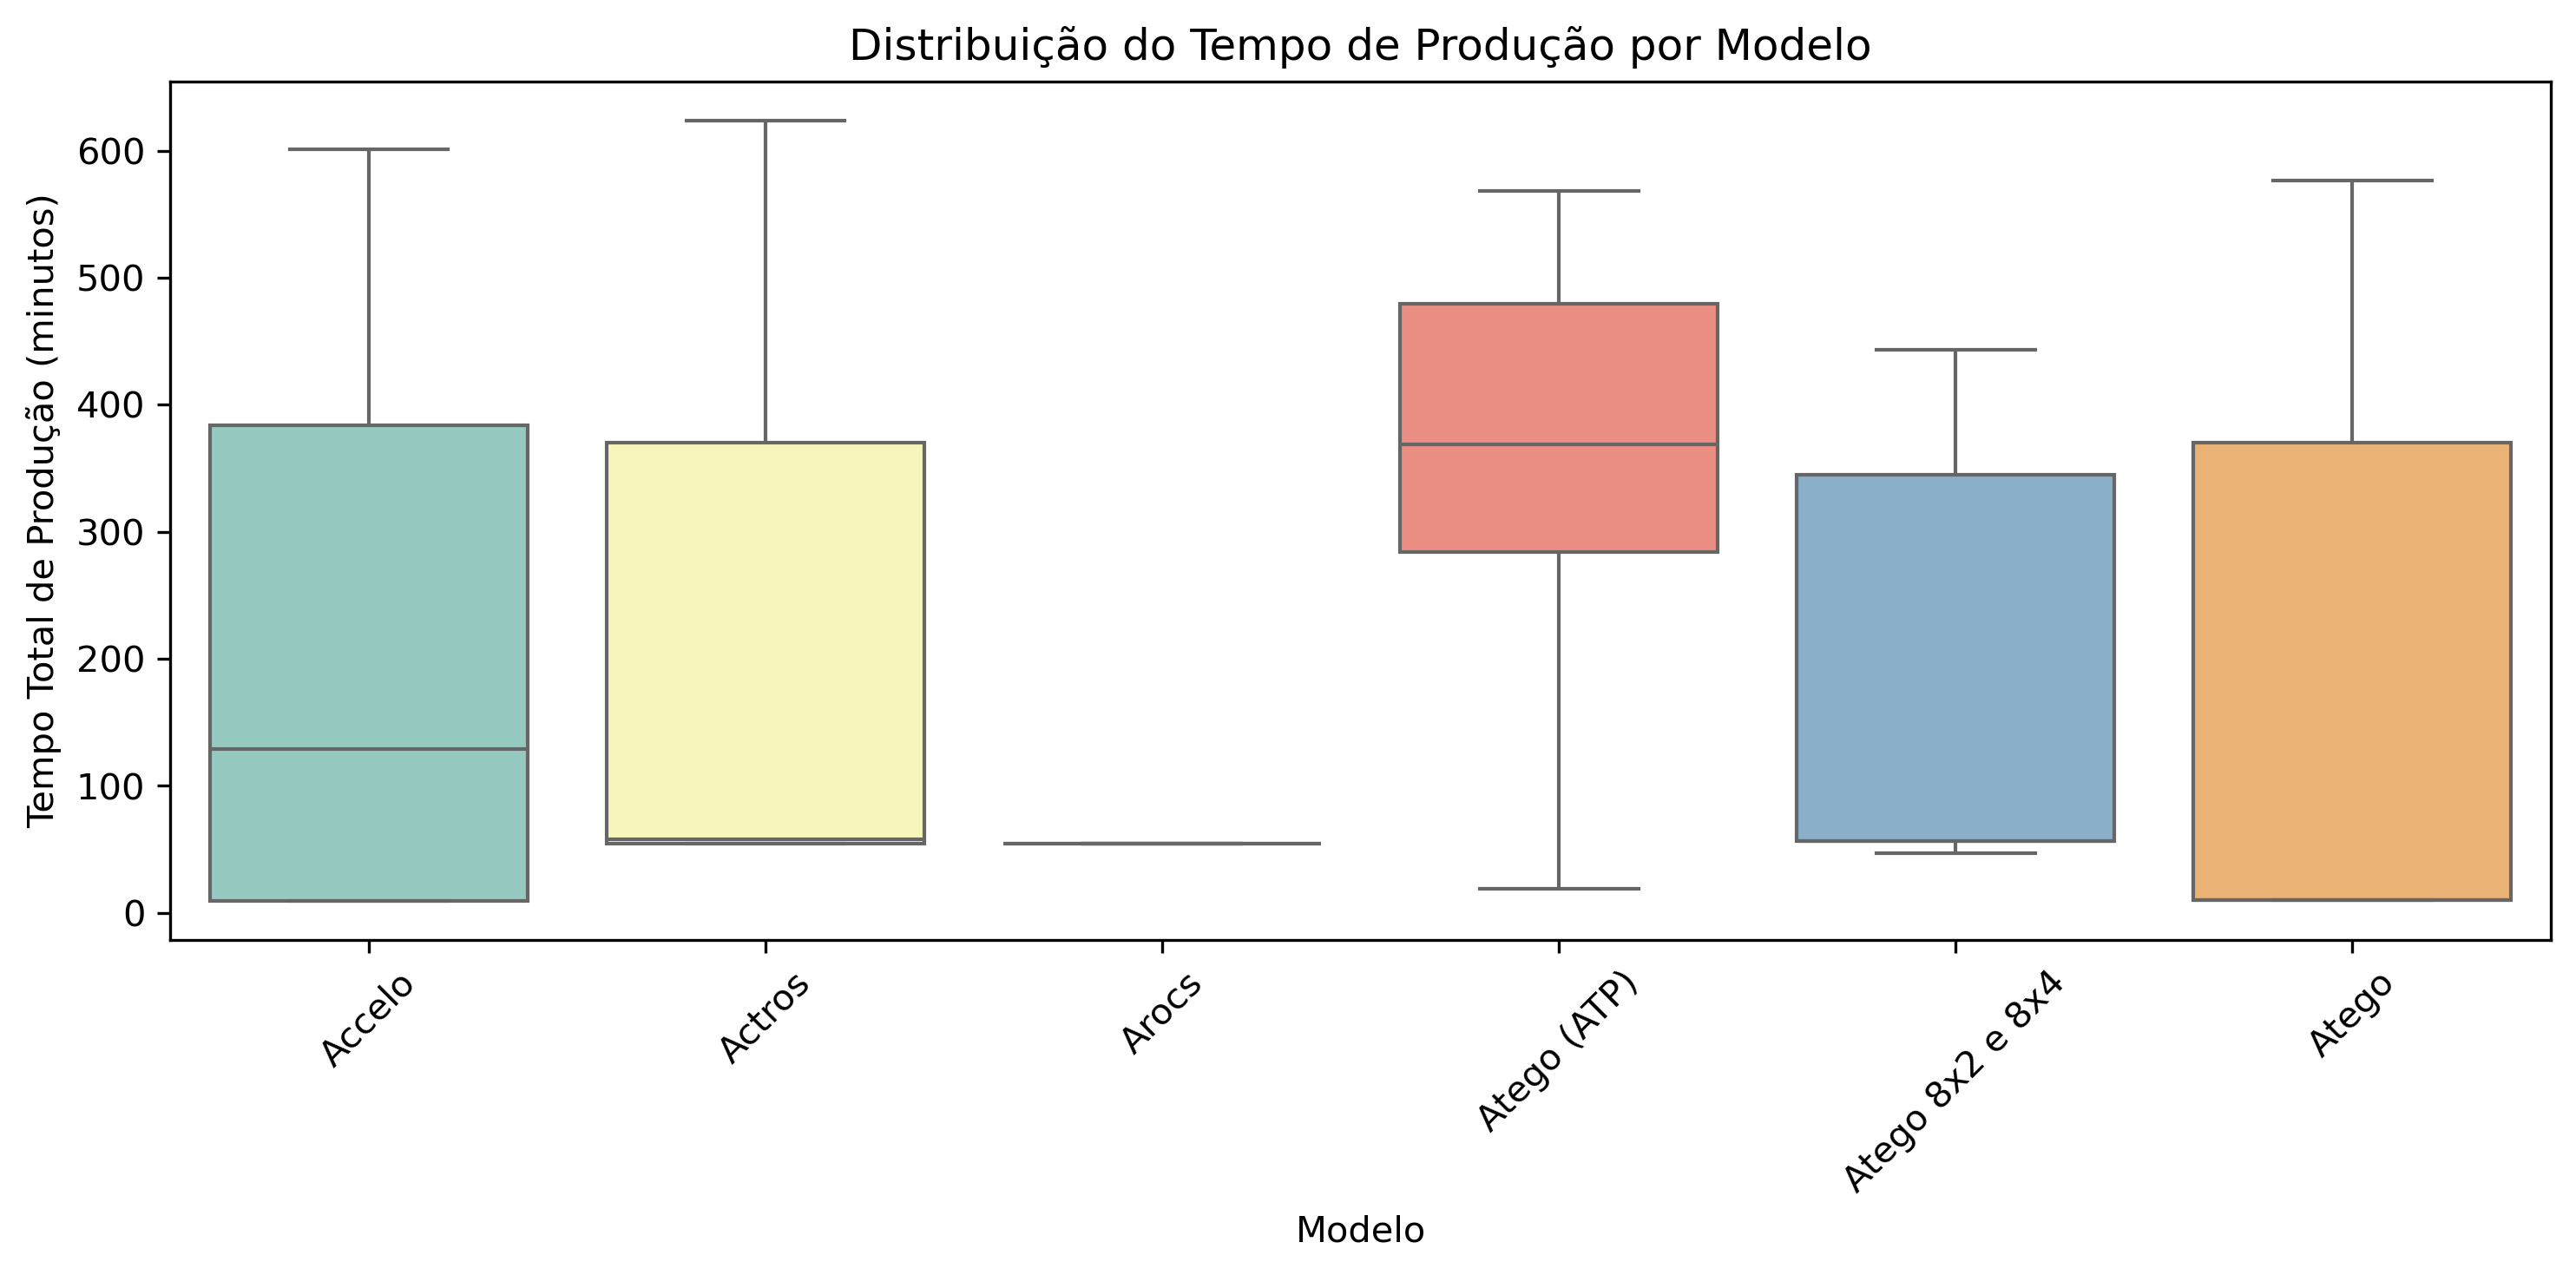 Distribuição do Tempo de Produção por Modelo
Tempo Total de Produção (minutos)
600
500
400
300
200
100
0
Accelo
Actros
Arocs
Atego (ATP)
Atego 8x2 e 8x4
Atego
Modelo